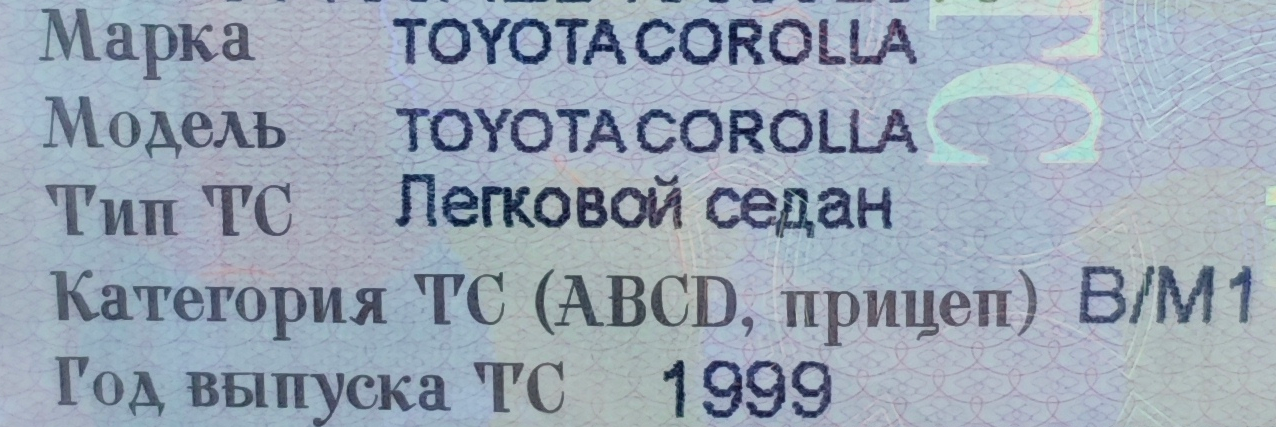 Марка TOYOTA COROLLA
Модель TOYOTA COROLLA
Тип ТС Легковой седан
Категория ТС (ABCD, прицеп) B/M1
Год выпуска ТС 1999
ТС